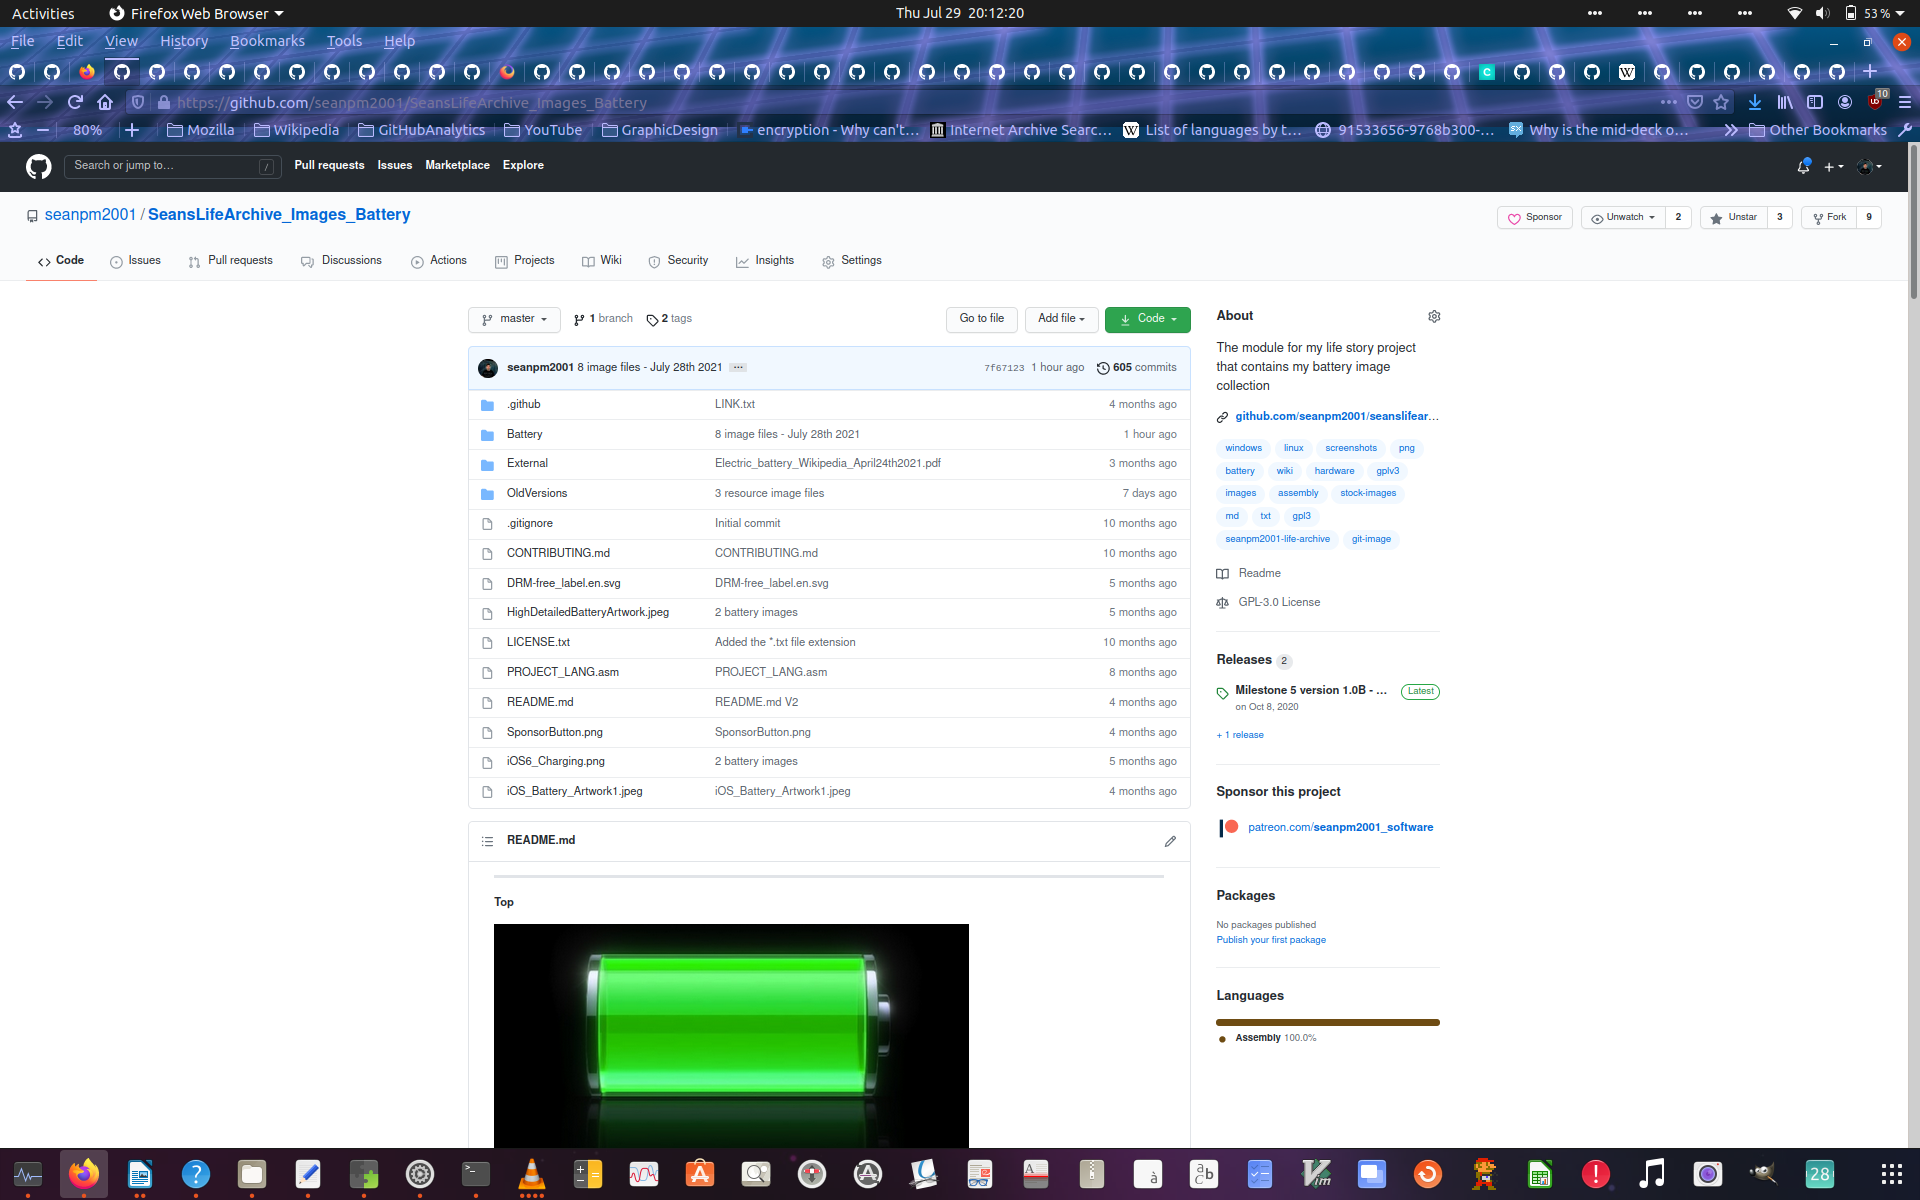 Activities Firefox Web Browser Thu Jul 29 20:12:20 53 %
File Edit View History Bookmarks Tools Help
https://github.com/seanpm2001/SeansLifeArchive_Images_Battery 10
80% Mozilla Wikipedia GitHubAnalytics YouTube GraphicDesign encryption - Why can't... Internet Archive Searc... List of languages by t... 91533656-9768b300-... Why is the mid-deck o... Other Bookmarks
Search or jump to... / Pull requests Issues Marketplace Explore
seanpm2001 / SeansLifeArchive_Images_Battery Sponsor Unwatch 2 Unstar 3 Fork 9
Code Issues Pull requests Discussions Actions Projects Wiki Security Insights Settings
master 1 branch 2 tags Go to file Add file Code
seanpm2001 8 image files - July 28th 2021 ... 7f67123 1 hour ago 605 commits
.github LINK.txt 4 months ago
Battery 8 image files - July 28th 2021 1 hour ago
External Electric_battery_Wikipedia_April24th2021.pdf 3 months ago
OldVersions 3 resource image files 7 days ago
.gitignore Initial commit 10 months ago
CONTRIBUTING.md CONTRIBUTING.md 10 months ago
DRM-free_label.en.svg DRM-free_label.en.svg 5 months ago
HighDetailedBatteryArtwork.jpeg 2 battery images 5 months ago
LICENSE.txt Added the *.txt file extension 10 months ago
PROJECT_LANG.asm PROJECT_LANG.asm 8 months ago
README.md README.md V2 4 months ago
SponsorButton.png SponsorButton.png 4 months ago
iOS6_Charging.png 2 battery images 5 months ago
iOS_Battery_Artwork1.jpeg iOS_Battery_Artwork1.jpeg 4 months ago
README.md
Top
About
The module for my life story project
that contains my battery image
collection
github.com/seanpm2001/seanslifear...
windows linux screenshots png
battery wiki hardware gplv3
images assembly stock-images
md txt gpl3
seanpm2001-life-archive git-image
Readme
GPL-3.0 License
Releases 2
Milestone 5 version 1.0B - ... Latest
on Oct 8, 2020
+ 1 release
Sponsor this project
patreon.com/seanpm2001_software
Packages
No packages published
Publish your first package
Languages
Assembly 100.0%
28